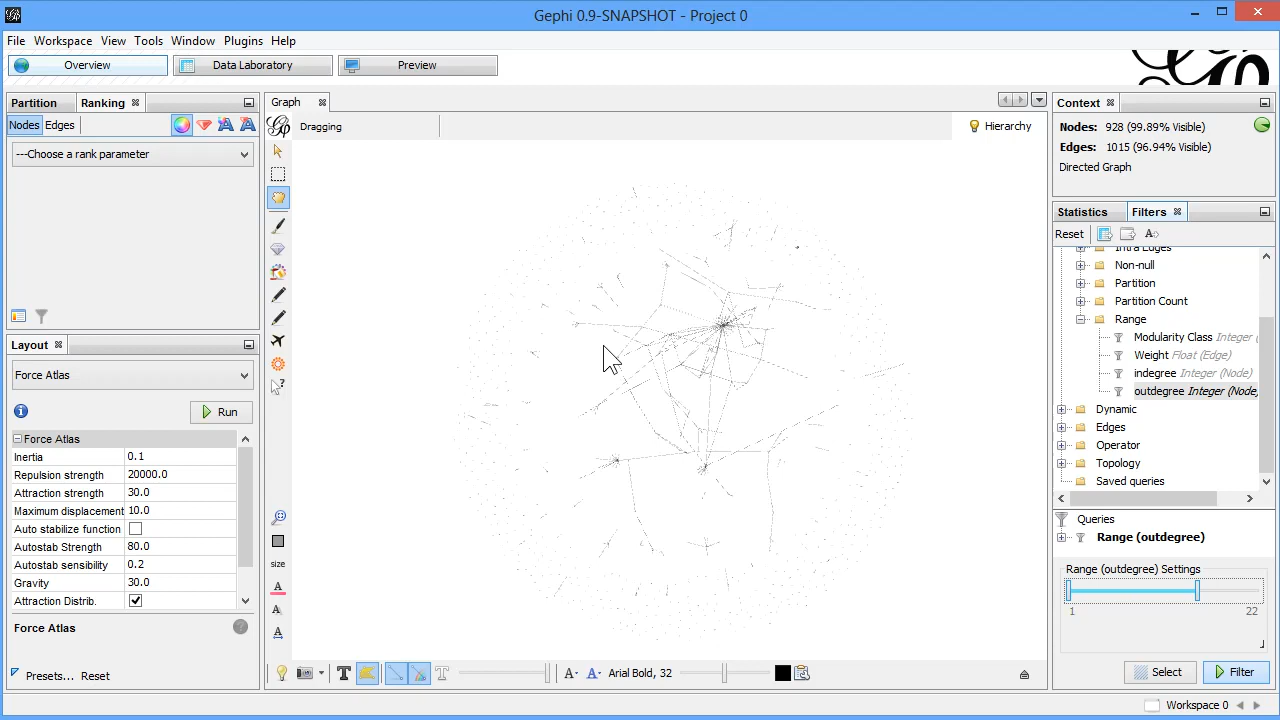 Gephi 0.9-SNAPSHOT - Project 0
File Workspace View Tools Window Plugins Help
Overview Data Laboratory Preview
Partition Ranking
Nodes Edges
---Choose a rank parameter
Layout
Force Atlas
Run
Force Atlas
Inertia 0.1
Repulsion strength 20000.0
Attraction strength 30.0
Maximum displacement 10.0
Auto stabilize function
Autostab Strength 80.0
Autostab sensibility 0.2
Gravity 30.0
Attraction Distrib.
Force Atlas
Presets... Reset
Graph
Dragging
Hierarchy
size
Arial Bold, 32
Context
Nodes: 928 (99.89% Visible)
Edges: 1015 (96.94% Visible)
Directed Graph
Statistics Filters
Reset
Intra Edges
Non-null
Partition
Partition Count
Range
Modularity Class Integer (
Weight Float (Edge)
indegree Integer (Node)
outdegree Integer (Node)
Dynamic
Edges
Operator
Topology
Saved queries
Queries
Range (outdegree)
Range (outdegree) Settings
1 22
Select Filter
Workspace 0